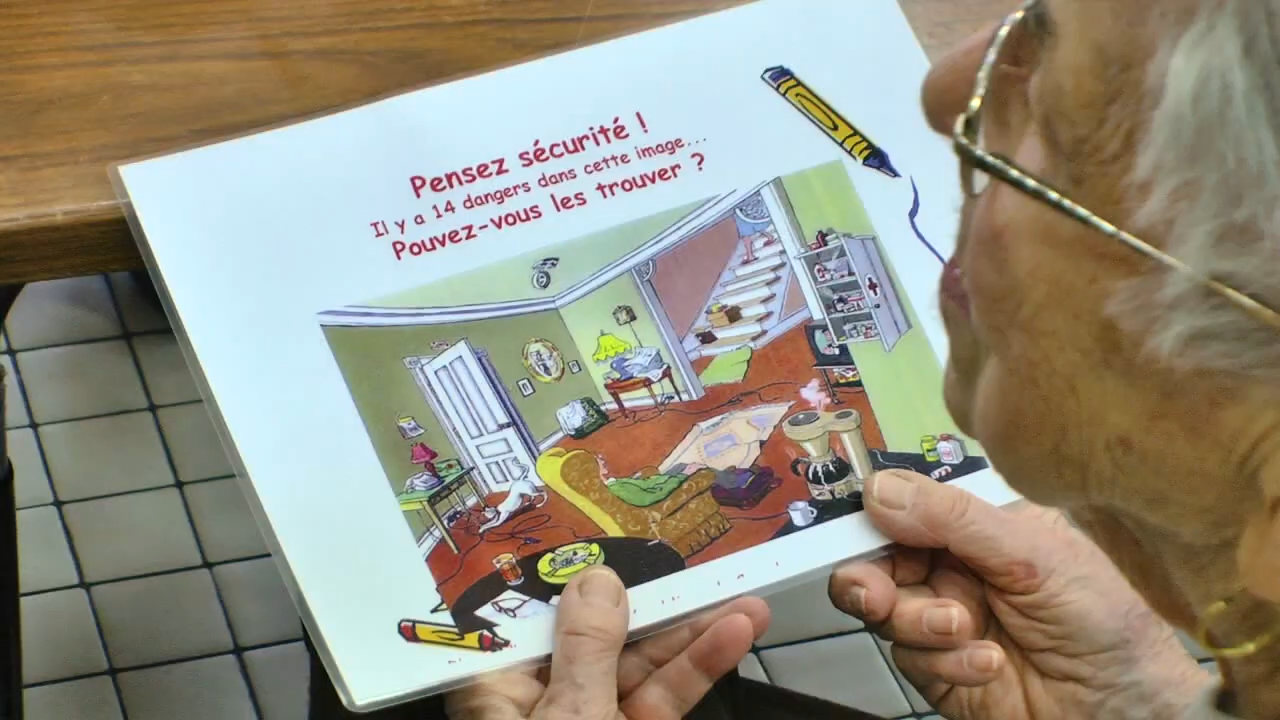 Pensez sécurité !
Il y a 14 dangers dans cette image...
Pouvez-vous les trouver ?